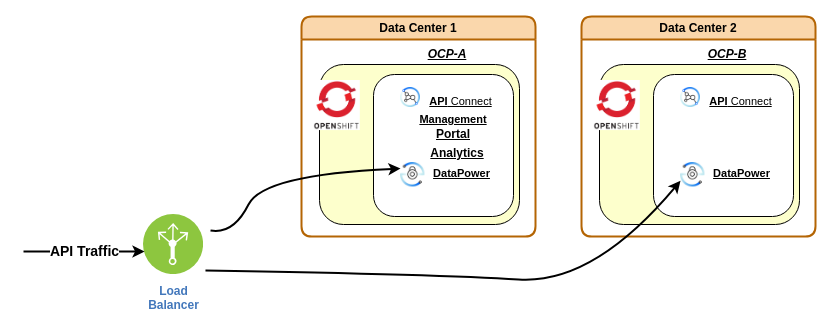 Data Center 1
OCP-A
OPENSHIFT
API Connect
Management
Portal
Analytics
DataPower
Data Center 2
OCP-B
OPENSHIFT
API Connect
DataPower
API Traffic
Load
Balancer